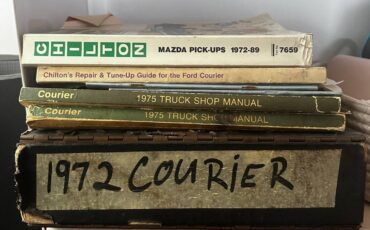 CHILTON MAZDA PICK-UPS 1972-89 7659
Chilton's Repair & Tune-Up Guide for the Ford Courier
Courier 1975 TRUCK SHOP MANUAL
Courier 1975 TRUCK SHOP MANUAL
1972 COURIER